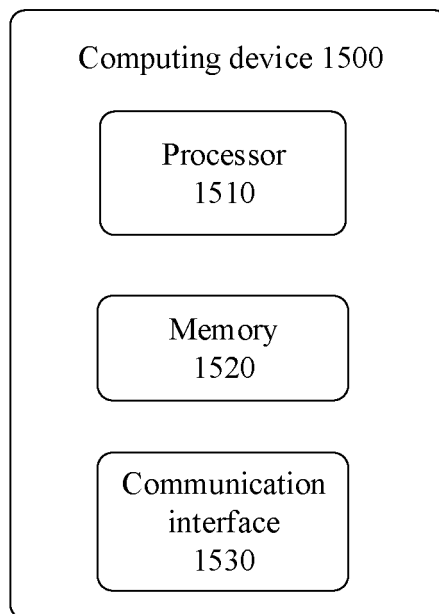 Computing device 1500
Processor
1510
Memory
1520
Communication
interface
1530